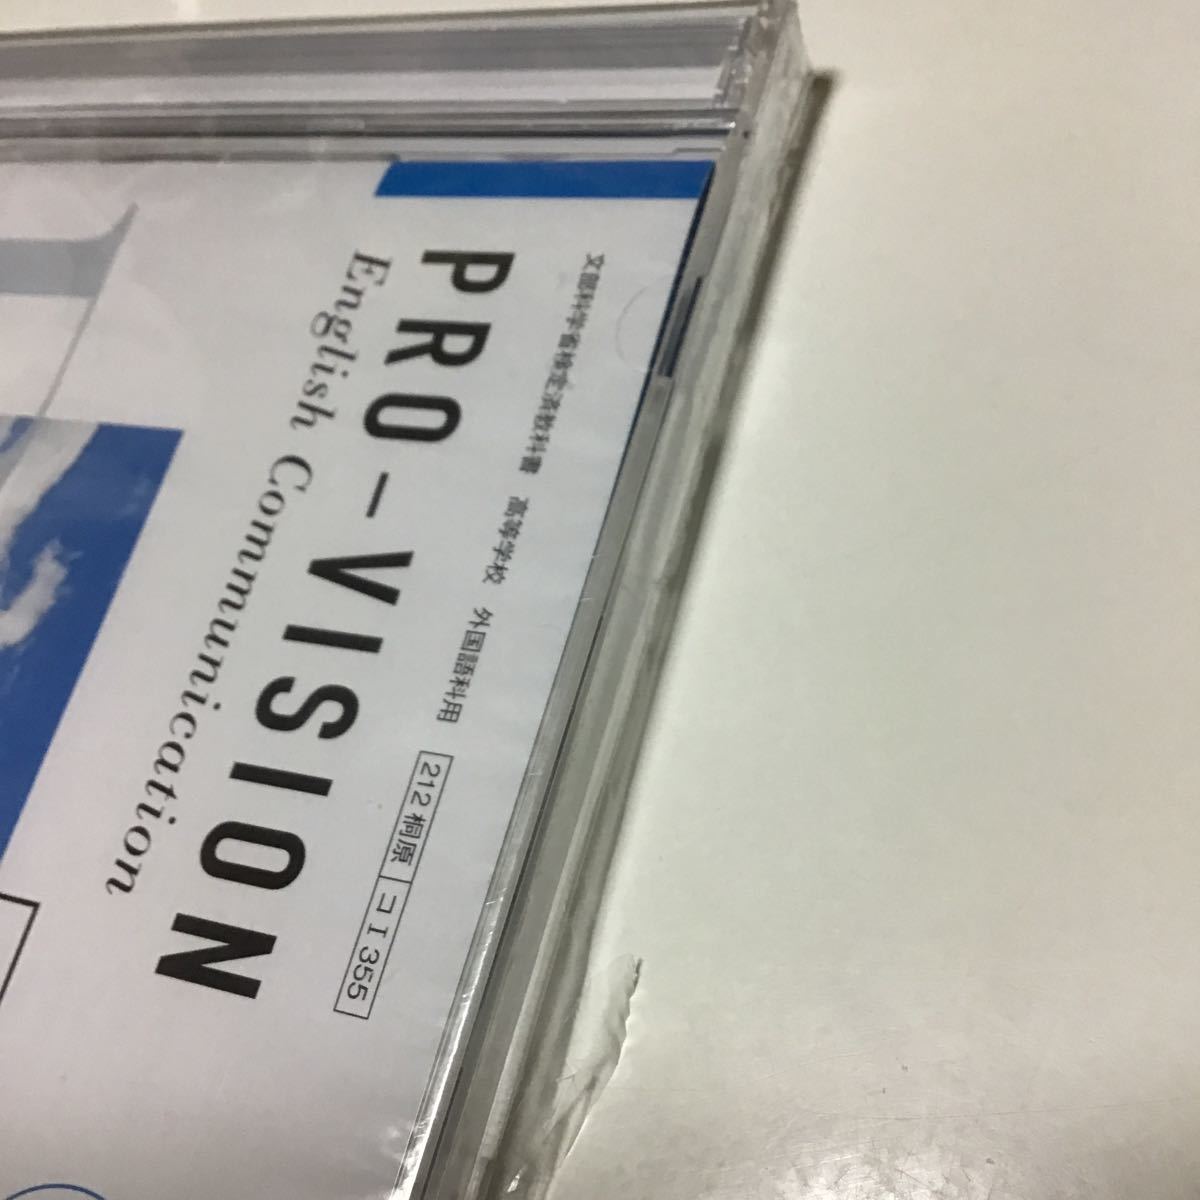 文部科学省検定済教科書 高等学校 外国語科用 212 桐原 コI 355
PRO-VISION
English Communication